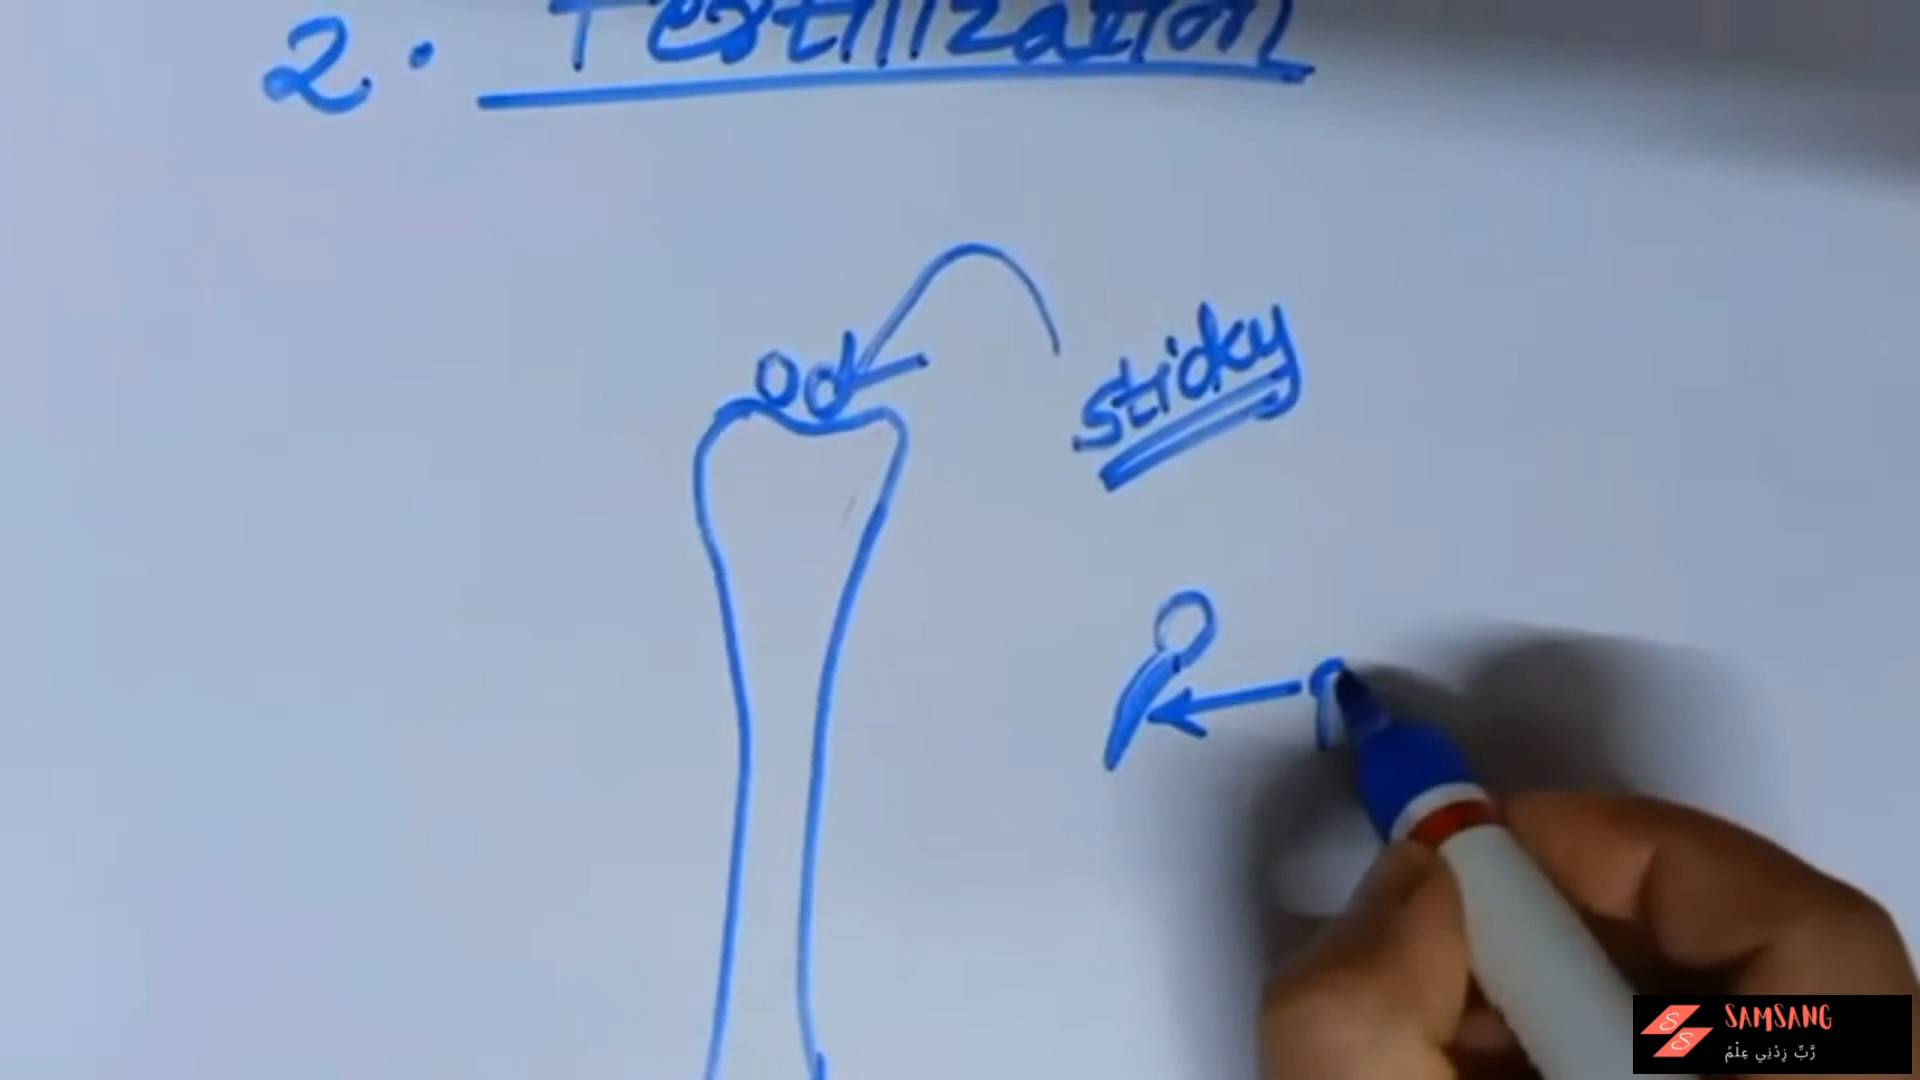 2. Fertilization
sticky
SAMSANG
رَّبِّ زِدْنِي عِلْمًا